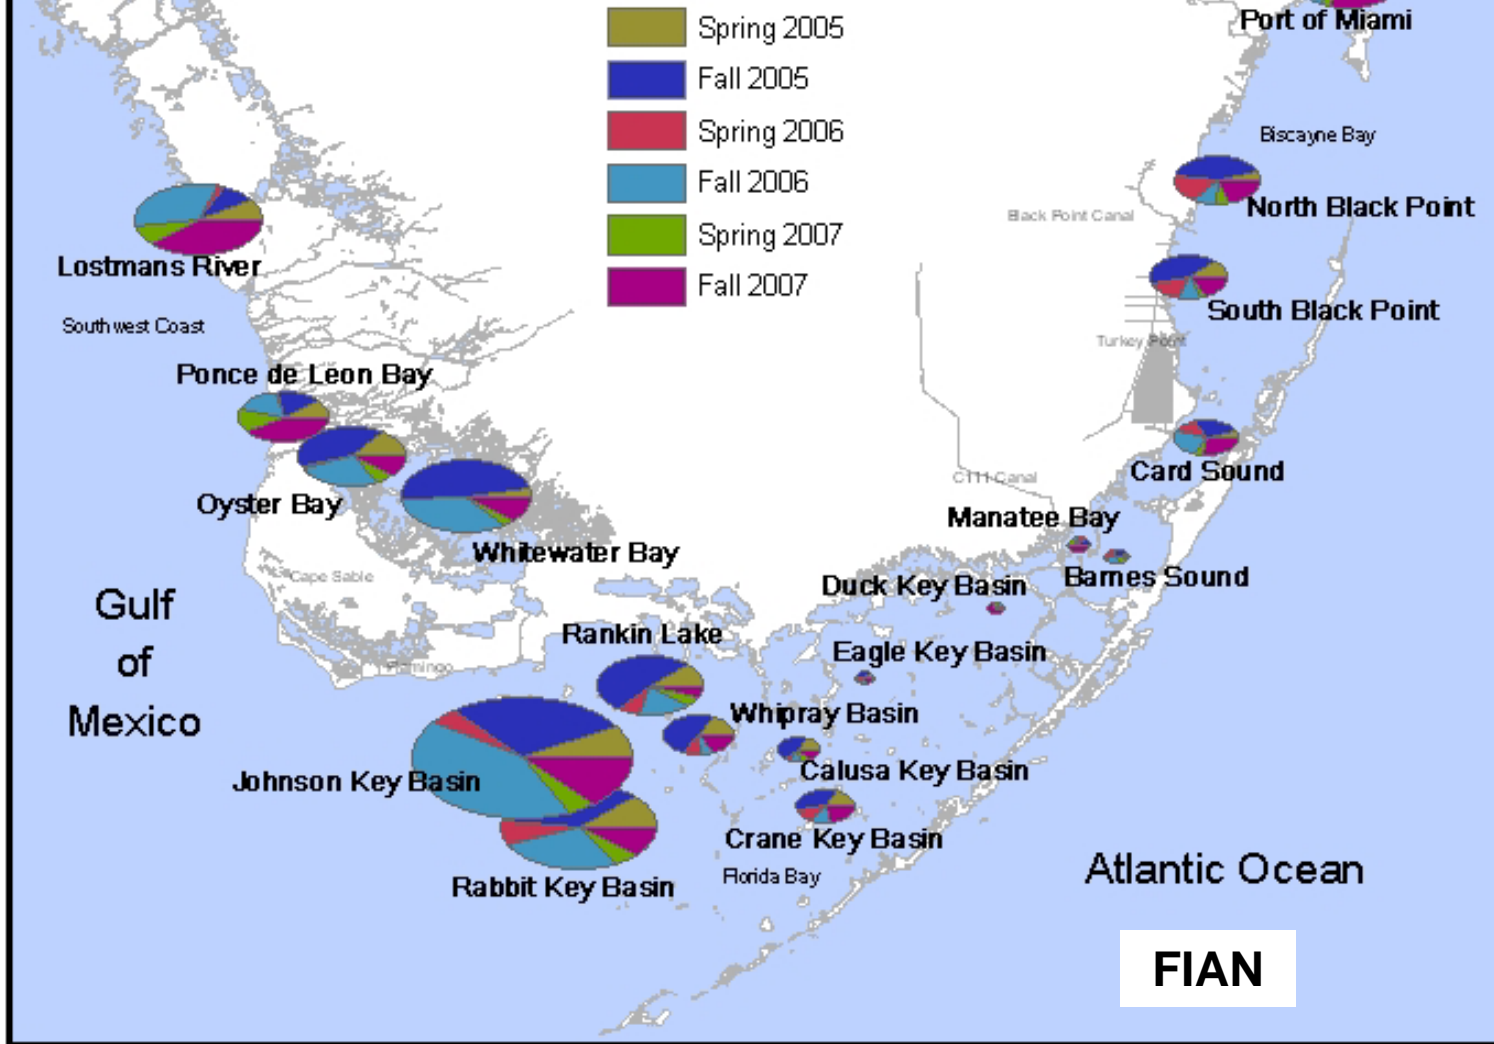 Port of Miami
Spring 2005
Fall 2005
Spring 2006
Fall 2006
Spring 2007
Fall 2007
Biscayne Bay
North Black Point
Black Point Canal
Lostmans River
South Black Point
Southwest Coast
Turkey Point
Ponce de Leon Bay
Card Sound
C111 Canal
Oyster Bay
Manatee Bay
Whitewater Bay
Barnes Sound
Cape Sable
Duck Key Basin
Gulf
of
Mexico
Rankin Lake
Eagle Key Basin
Flamingo
Whipray Basin
Calusa Key Basin
Johnson Key Basin
Crane Key Basin
Rabbit Key Basin
Florida Bay
Atlantic Ocean
FIAN